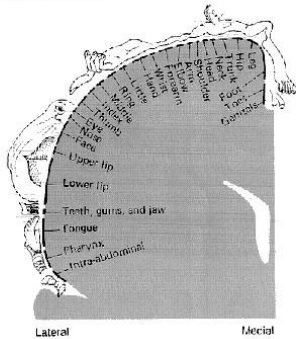 Leg
Hip
Trunk
Neck
Head
Shoulder
Arm
Elbow
Forearm
Wrist
Hand
Little
Ring
Middle
Index
Thumb
Eye
Nose
Face
Upper lip
Lower lip
Teeth, gums, and jaw
Tongue
Pharynx
Intra-abdominal
Foot
Toes
Genitals
Lateral
Medial